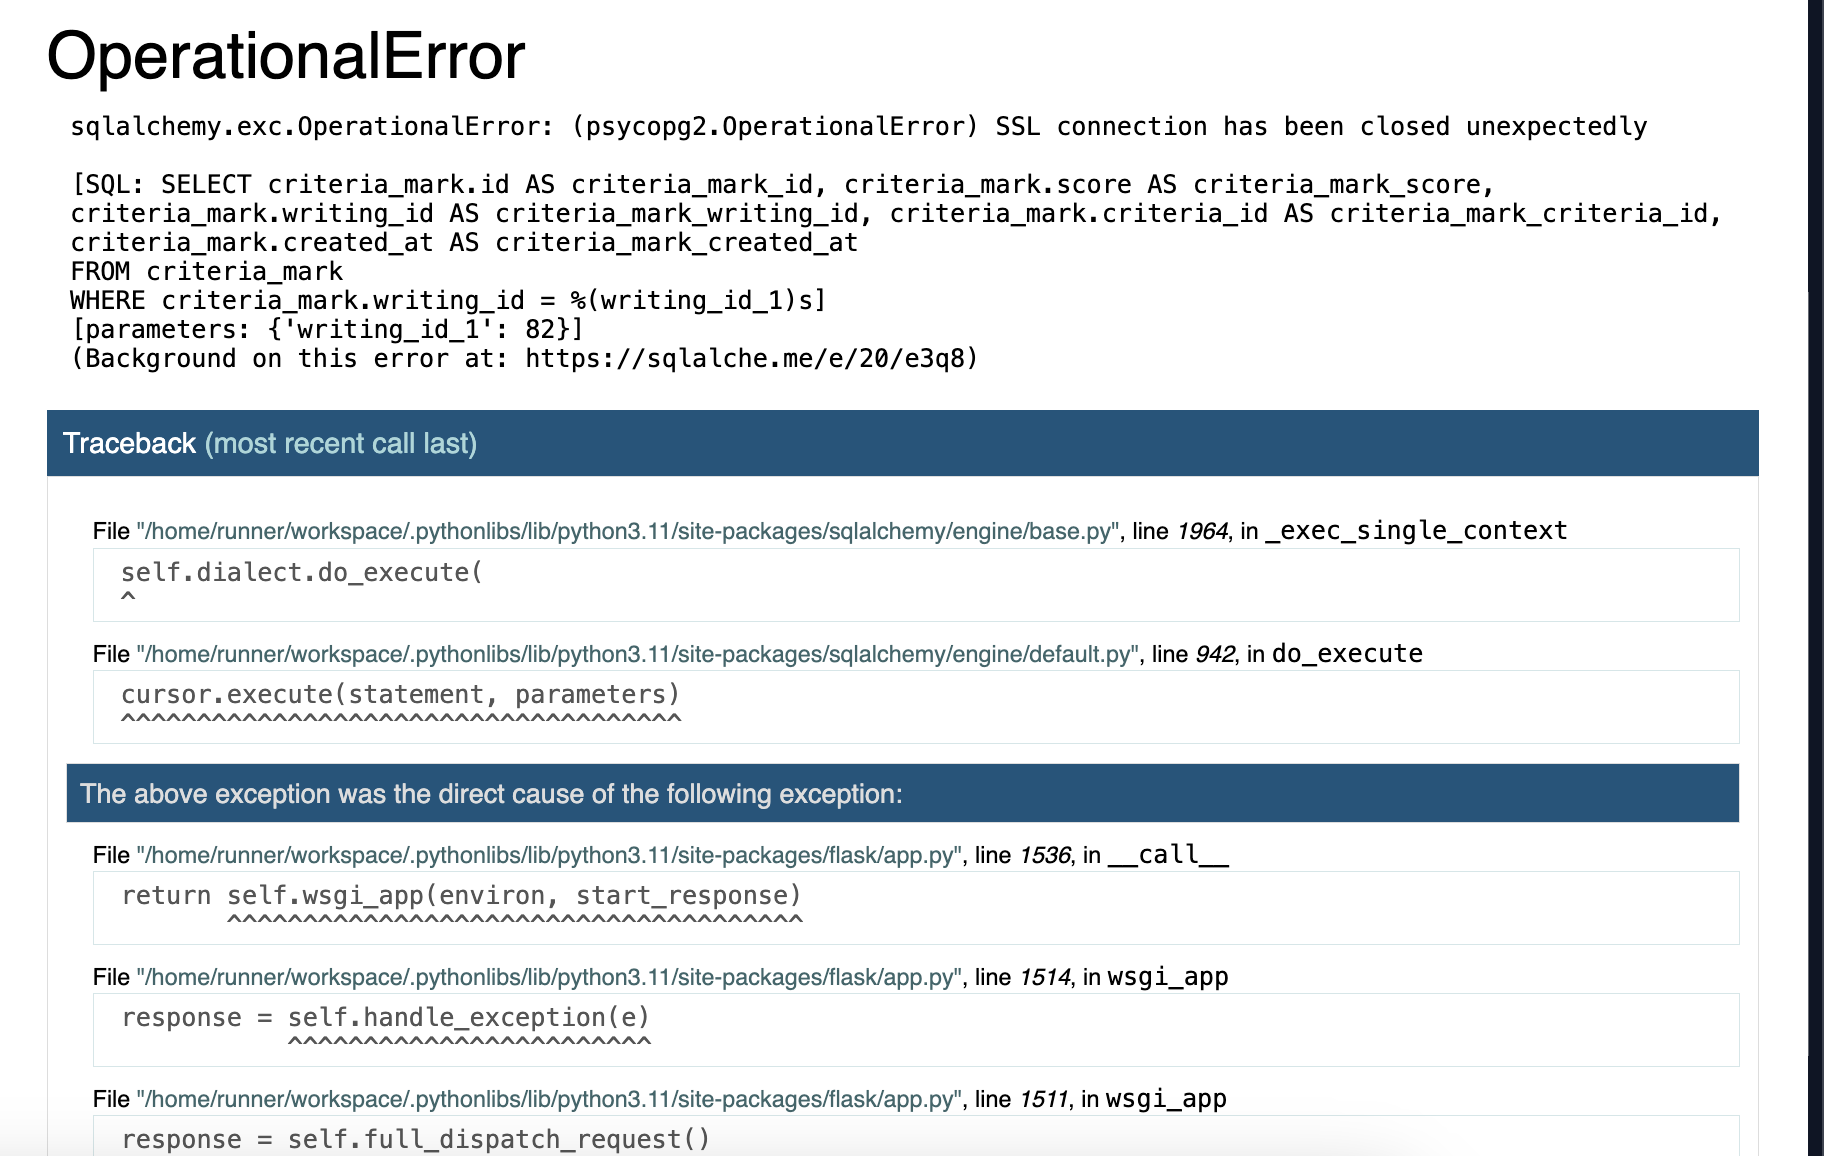 OperationalError
sqlalchemy.exc.OperationalError: (psycopg2.OperationalError) SSL connection has been closed unexpectedly
[SQL: SELECT criteria_mark.id AS criteria_mark_id, criteria_mark.score AS criteria_mark_score,
criteria_mark.writing_id AS criteria_mark_writing_id, criteria_mark.criteria_id AS criteria_mark_criteria_id,
criteria_mark.created_at AS criteria_mark_created_at
FROM criteria_mark
WHERE criteria_mark.writing_id = %(writing_id_1)s]
[parameters: {'writing_id_1': 82}]
(Background on this error at: https://sqlalche.me/e/20/e3q8)
Traceback (most recent call last)
File "/home/runner/workspace/.pythonlibs/lib/python3.11/site-packages/sqlalchemy/engine/base.py", line 1964, in _exec_single_context
self.dialect.do_execute(
^
File "/home/runner/workspace/.pythonlibs/lib/python3.11/site-packages/sqlalchemy/engine/default.py", line 942, in do_execute
cursor.execute(statement, parameters)
^^^^^^^^^^^^^^^^^^^^^^^^^^^^^^^^^^^^^
The above exception was the direct cause of the following exception:
File "/home/runner/workspace/.pythonlibs/lib/python3.11/site-packages/flask/app.py", line 1536, in __call__
return self.wsgi_app(environ, start_response)
^^^^^^^^^^^^^^^^^^^^^^^^^^^^^^^^^^^^^^
File "/home/runner/workspace/.pythonlibs/lib/python3.11/site-packages/flask/app.py", line 1514, in wsgi_app
response = self.handle_exception(e)
^^^^^^^^^^^^^^^^^^^^^^^^
File "/home/runner/workspace/.pythonlibs/lib/python3.11/site-packages/flask/app.py", line 1511, in wsgi_app
response = self.full_dispatch_request()